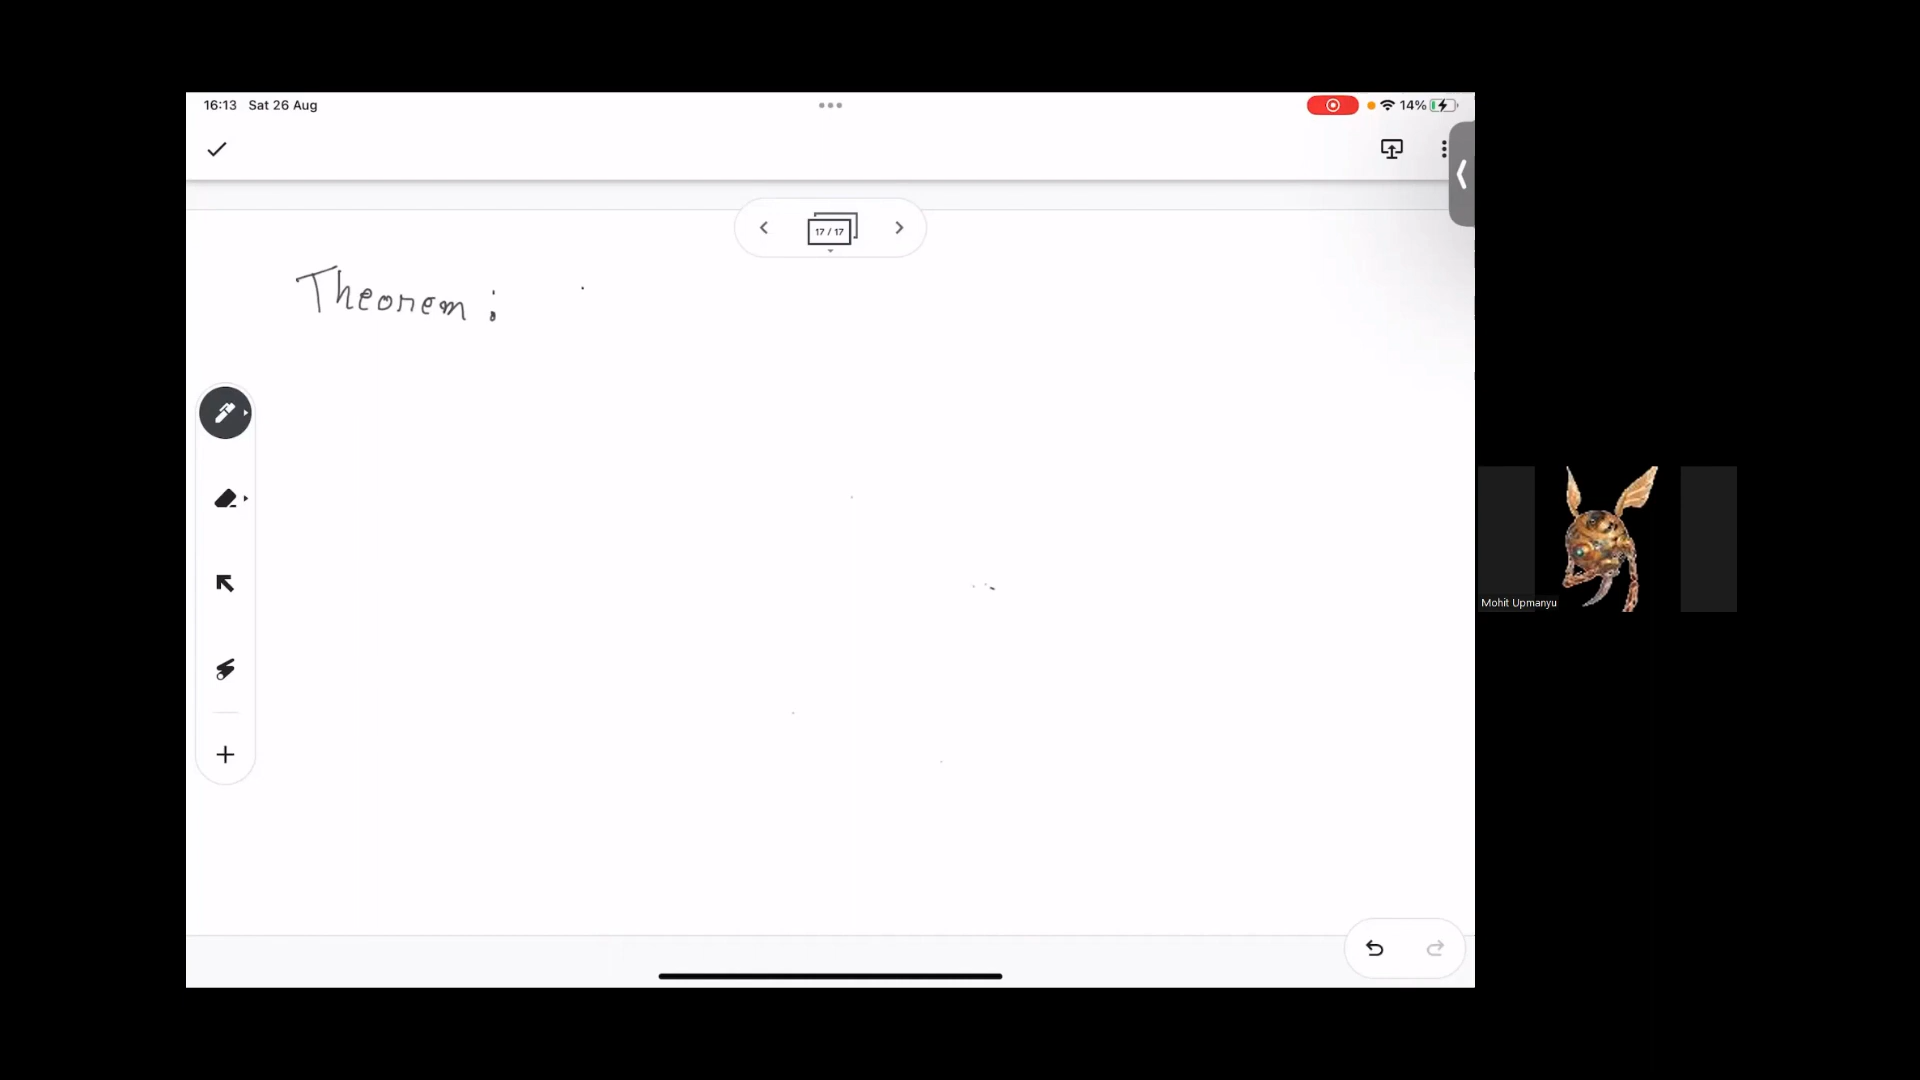 16:13 Sat 26 Aug
14%
17 / 17
Theorem :
Mohit Upmanyu